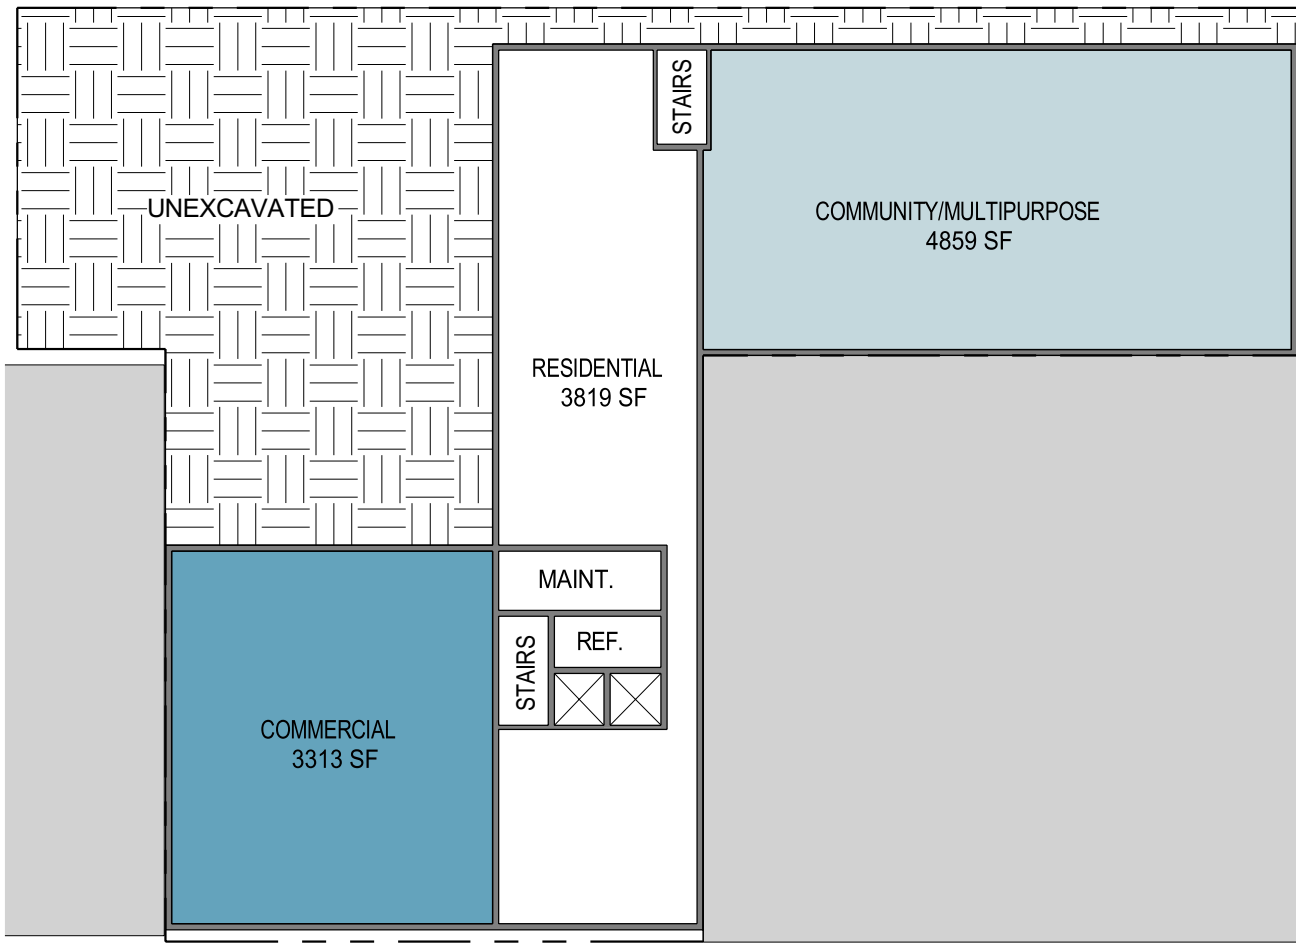 STAIRS
UNEXCAVATED
COMMUNITY/MULTIPURPOSE
4859 SF
RESIDENTIAL
3819 SF
MAINT.
STAIRS
REF.
COMMERCIAL
3313 SF